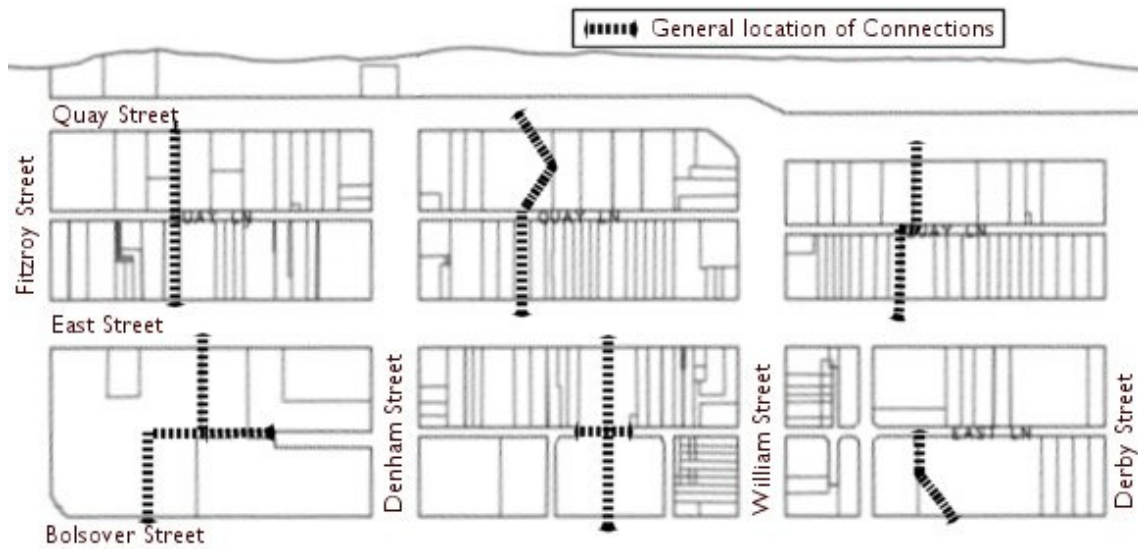 General location of Connections
Quay Street
Fitzroy Street
QUAY LN
QUAY LN
QUAY LN
East Street
Denham Street
William Street
Derby Street
EAST LN
Bolsover Street